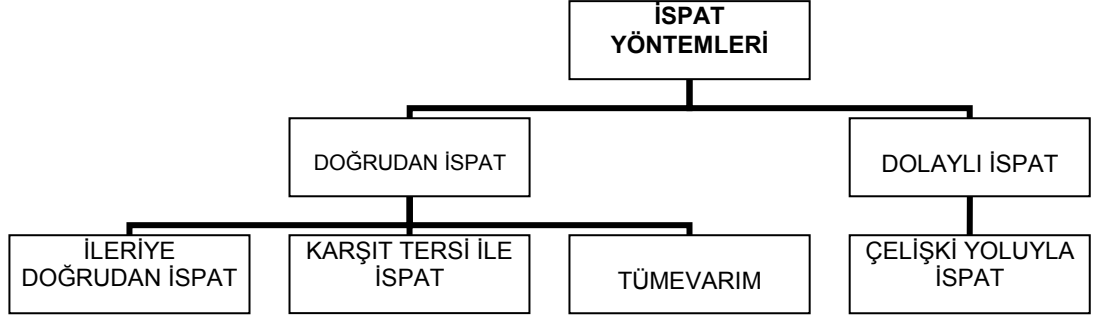 İSPAT
YÖNTEMLERİ
DOĞRUDAN İSPAT
DOLAYLI İSPAT
İLERİYE
DOĞRUDAN İSPAT
KARŞIT TERSİ İLE
İSPAT
TÜMEVARIM
ÇELİŞKİ YOLUYLA
İSPAT